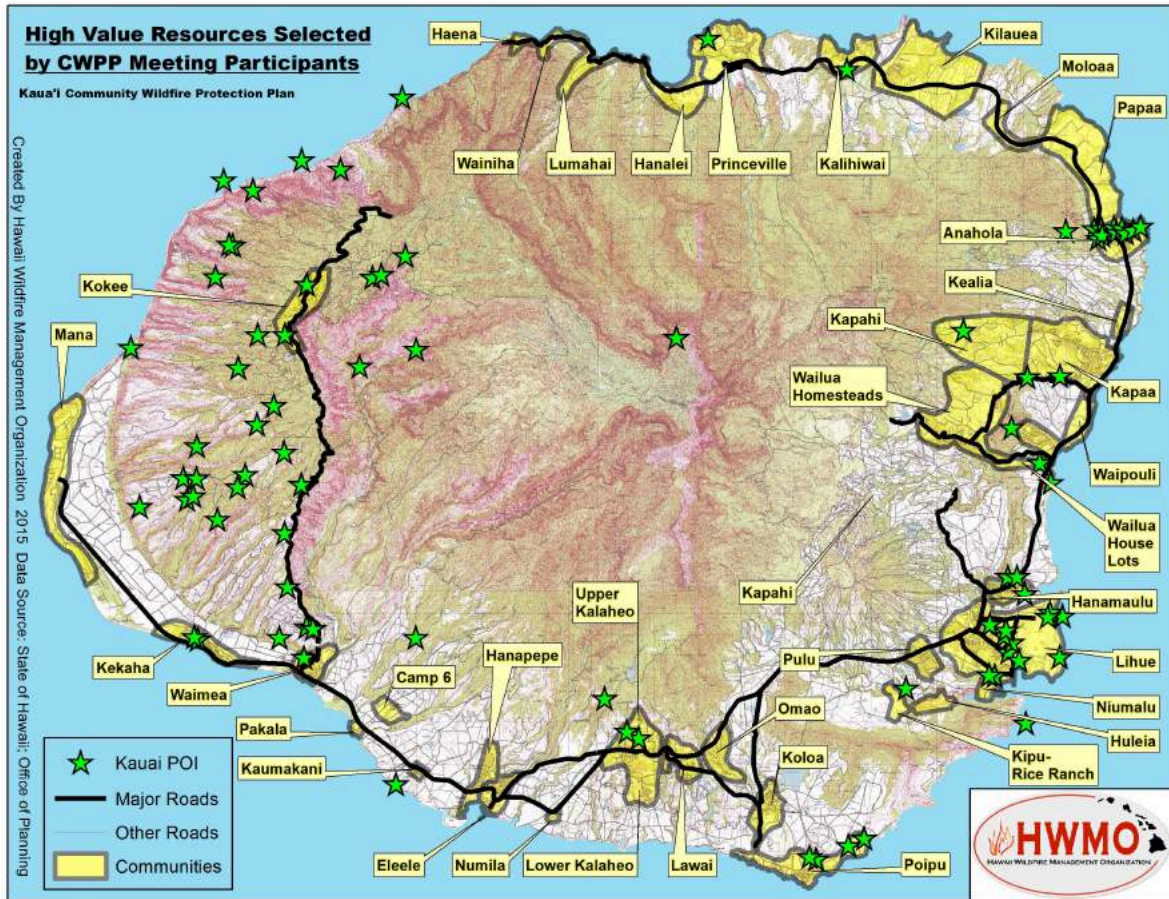 High Value Resources Selected
by CWPP Meeting Participants
Kaua'i Community Wildfire Protection Plan
Created By Hawaii Wildfire Management Organization 2015 Data Source: State of Hawaii; Office of Planning
Haena
Wainiha
Lumahai
Hanalei
Princeville
Kalihiwai
Kilauea
Moloaa
Papaa
Anahola
Kealia
Kapahi
Kapaa
Wailua
Homesteads
Waipouli
Wailua
House
Lots
Kapahi
Hanamaulu
Lihue
Niumalu
Huleia
Kipu-
Rice Ranch
Pulu
Omao
Koloa
Poipu
Lawai
Lower Kalaheo
Upper
Kalaheo
Numila
Eleele
Hanapepe
Camp 6
Kaumakani
Pakala
Waimea
Kekaha
Mana
Kokee
Kauai POI
Major Roads
Other Roads
Communities
HWMO
HAWAII WILDFIRE MANAGEMENT ORGANIZATION